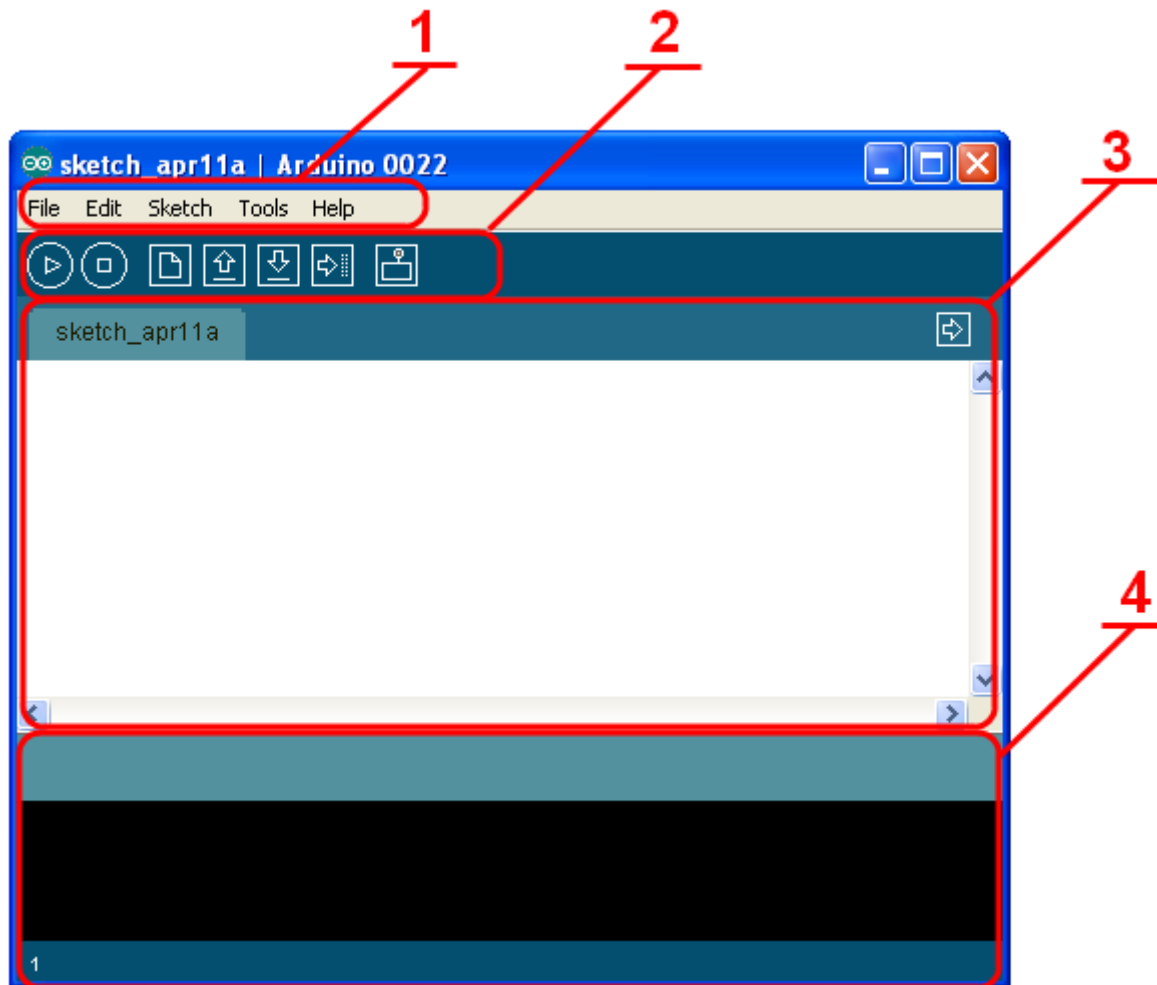 1
2
sketch_apr11a | Arduino 0022
3
File Edit Sketch Tools Help
sketch_apr11a
4
1